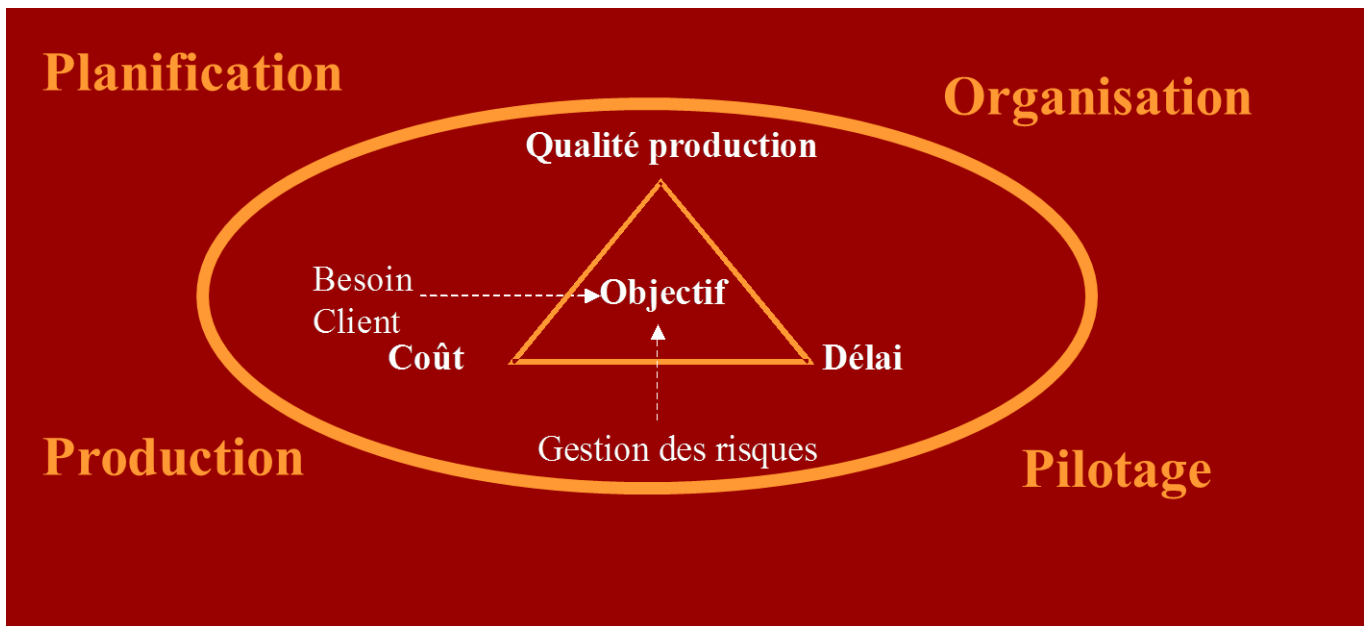 Planification
Organisation
Qualité production
Besoin
Client
Objectif
Coût
Délai
Production
Gestion des risques
Pilotage